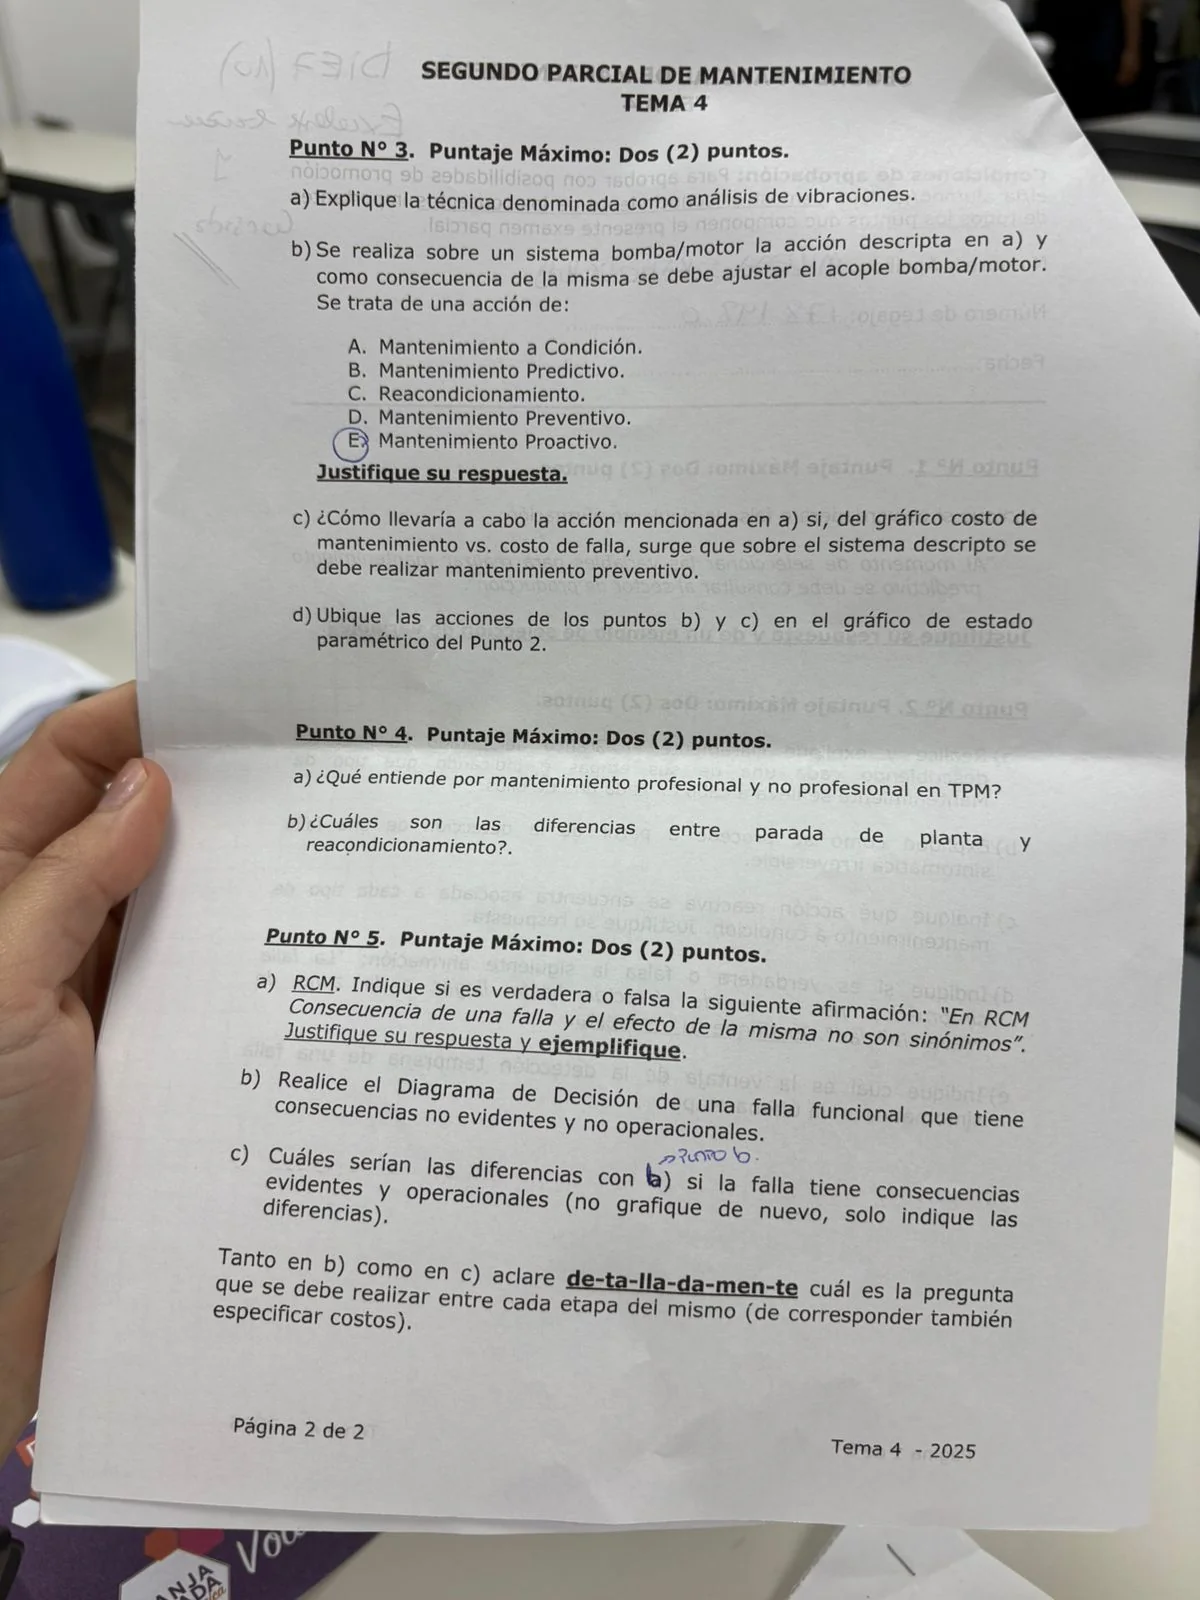 DIEZ (10)
SEGUNDO PARCIAL DE MANTENIMIENTO
TEMA 4
Punto Nº 3. Puntaje Máximo: Dos (2) puntos.
a) Explique la técnica denominada como análisis de vibraciones.
b) Se realiza sobre un sistema bomba/motor la acción descripta en a) y
como consecuencia de la misma se debe ajustar el acople bomba/motor.
Se trata de una acción de:
A. Mantenimiento a Condición.
B. Mantenimiento Predictivo.
C. Reacondicionamiento.
D. Mantenimiento Preventivo.
E. Mantenimiento Proactivo.
Justifique su respuesta.
c) ¿Cómo llevaría a cabo la acción mencionada en a) si, del gráfico costo de
mantenimiento vs. costo de falla, surge que sobre el sistema descripto se
debe realizar mantenimiento preventivo.
d) Ubique las acciones de los puntos b) y c) en el gráfico de estado
paramétrico del Punto 2.
Punto Nº 4. Puntaje Máximo: Dos (2) puntos.
a) ¿Qué entiende por mantenimiento profesional y no profesional en TPM?
b) ¿Cuáles son las diferencias entre parada de planta y
reacondicionamiento?.
Punto Nº 5. Puntaje Máximo: Dos (2) puntos.
a) RCM. Indique si es verdadera o falsa la siguiente afirmación: "En RCM
Consecuencia de una falla y el efecto de la misma no son sinónimos".
Justifique su respuesta y ejemplifique.
b) Realice el Diagrama de Decisión de una falla funcional que tiene
consecuencias no evidentes y no operacionales.
→ PUNTO b.
c) Cuáles serían las diferencias con b) si la falla tiene consecuencias
evidentes y operacionales (no grafique de nuevo, solo indique las
diferencias).
Tanto en b) como en c) aclare de-ta-lla-da-men-te cuál es la pregunta
que se debe realizar entre cada etapa del mismo (de corresponder también
especificar costos).
Página 2 de 2
Tema 4 - 2025